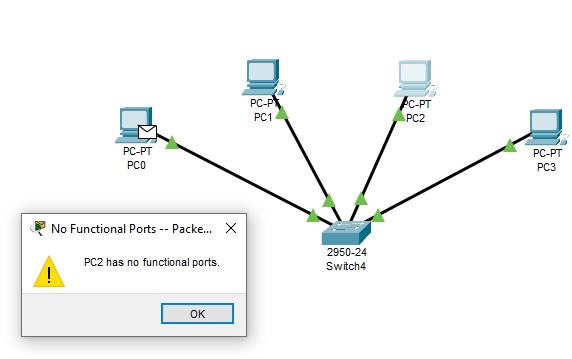 PC-PT
PC1
PC-PT
PC2
PC-PT
PC0
PC-PT
PC3
2950-24
Switch4
No Functional Ports -- Packe...
PC2 has no functional ports.
OK